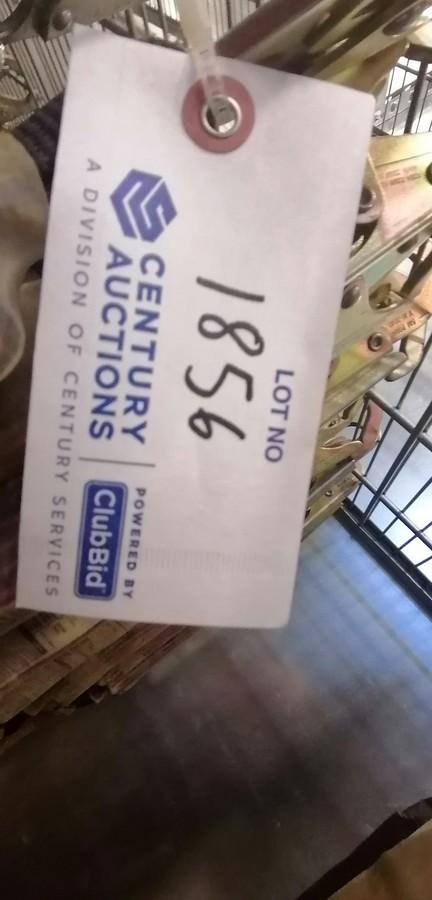 LOT NO
1856
CENTURY
AUCTIONS
A DIVISION OF CENTURY SERVICES
POWERED BY
ClubBid